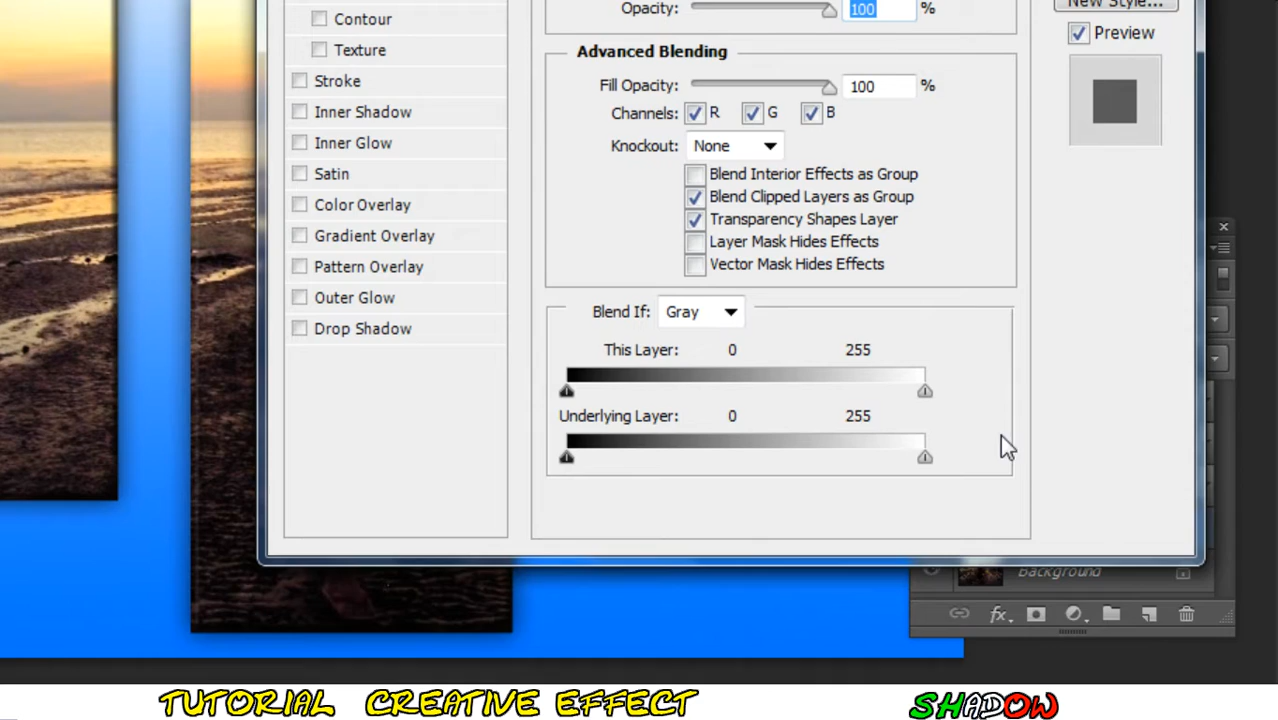 Contour
Opacity: 100 %
New Style...
Preview
Texture
Advanced Blending
Stroke
Fill Opacity: 100 %
Inner Shadow
Channels: R G B
Inner Glow
Knockout: None
Satin
Blend Interior Effects as Group
Blend Clipped Layers as Group
Color Overlay
Transparency Shapes Layer
Gradient Overlay
Layer Mask Hides Effects
Pattern Overlay
Vector Mask Hides Effects
Outer Glow
Blend If: Gray
Drop Shadow
This Layer: 0 255
Underlying Layer: 0 255
Background
fx
TUTORIAL CREATIVE EFFECT SHADOW